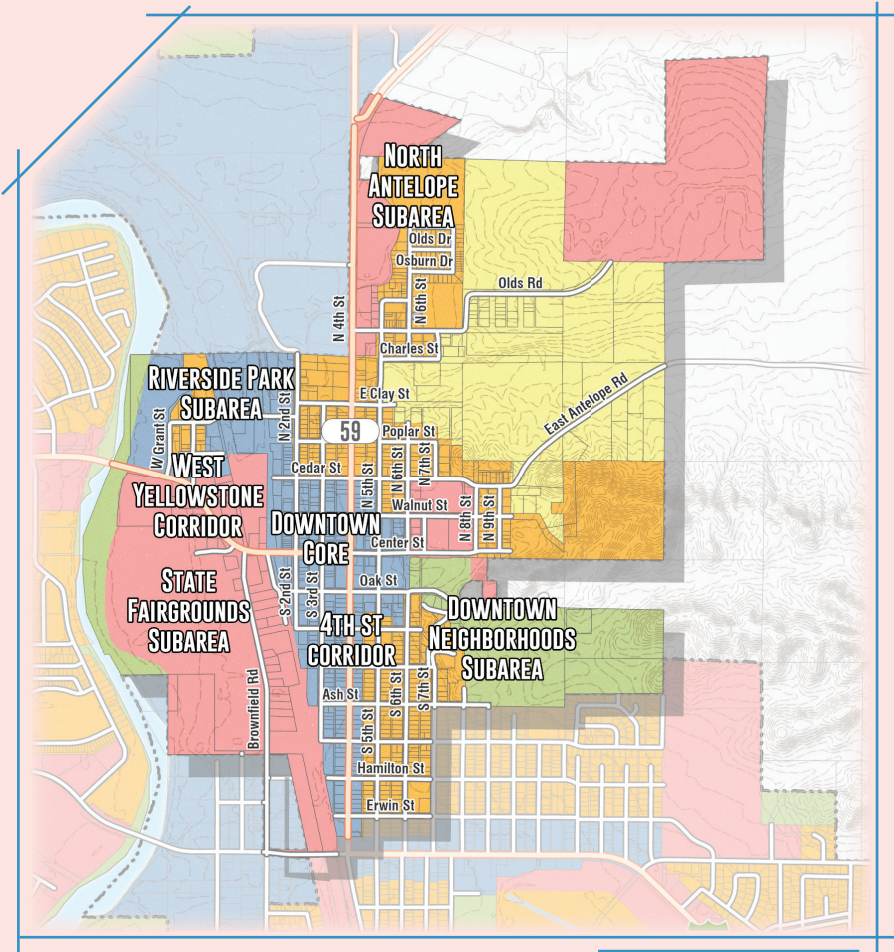 NORTH
ANTELOPE
SUBAREA
Olds Dr
Osburn Dr
Olds Rd
N 6th St
N 4th St
Charles St
RIVERSIDE PARK
SUBAREA
E Clay St
East Antelope Rd
N 2nd St
W Grant St
59
Poplar St
WEST
YELLOWSTONE
CORRIDOR
Cedar St
N 5th St
N 6th St
N 7th St
Walnut St
N 8th St
N 9th St
DOWNTOWN
CORE
Center St
STATE
FAIRGROUNDS
SUBAREA
S 2nd St
S 3rd St
Oak St
4TH ST
CORRIDOR
DOWNTOWN
NEIGHBORHOODS
SUBAREA
Brownfield Rd
Ash St
S 5th St
S 6th St
S 7th St
Hamilton St
Erwin St